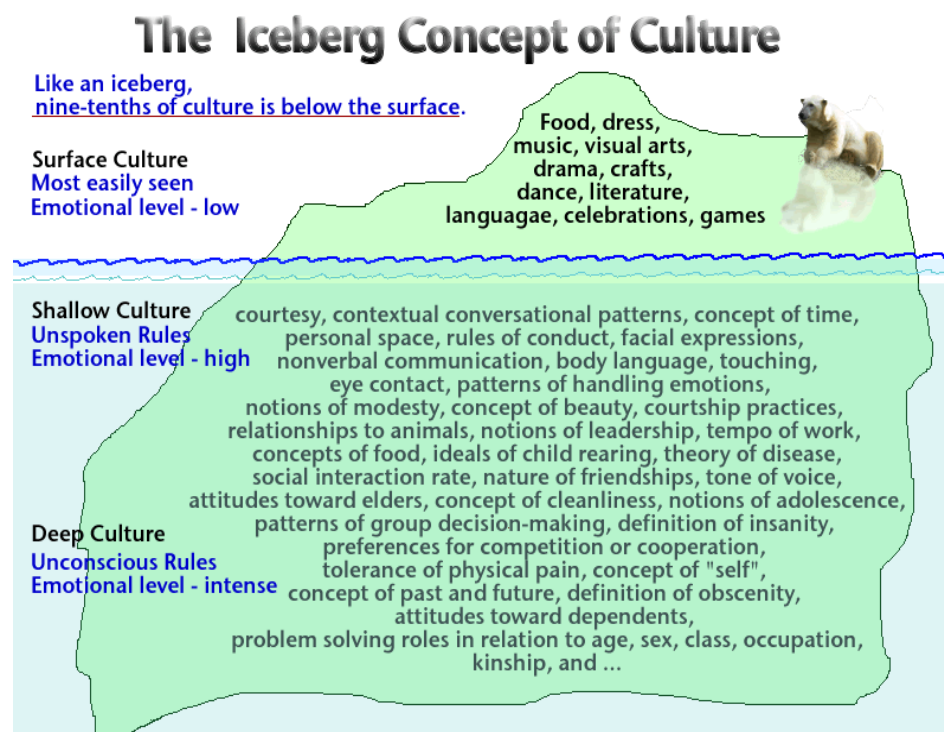 The Iceberg Concept of Culture
Like an iceberg,
nine-tenths of culture is below the surface.
Surface Culture
Most easily seen
Emotional level - low
Food, dress,
music, visual arts,
drama, crafts,
dance, literature,
languagae, celebrations, games
Shallow Culture
Unspoken Rules
Emotional level - high
courtesy, contextual conversational patterns, concept of time,
personal space, rules of conduct, facial expressions,
nonverbal communication, body language, touching,
eye contact, patterns of handling emotions,
notions of modesty, concept of beauty, courtship practices,
relationships to animals, notions of leadership, tempo of work,
concepts of food, ideals of child rearing, theory of disease,
social interaction rate, nature of friendships, tone of voice,
attitudes toward elders, concept of cleanliness, notions of adolescence,
patterns of group decision-making, definition of insanity,
preferences for competition or cooperation,
tolerance of physical pain, concept of "self",
concept of past and future, definition of obscenity,
attitudes toward dependents,
problem solving roles in relation to age, sex, class, occupation,
kinship, and ...
Deep Culture
Unconscious Rules
Emotional level - intense